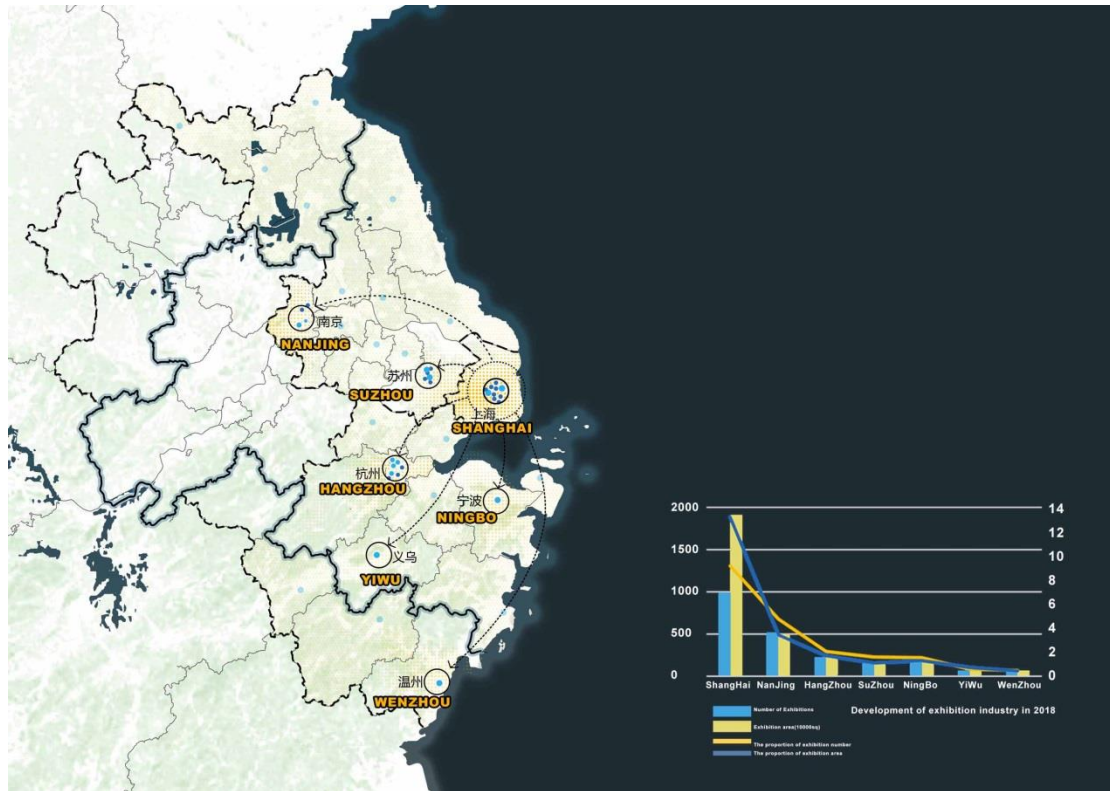 南京
NANJING
苏州
SUZHOU
上海
SHANGHAI
杭州
HANGZHOU
宁波
NINGBO
义乌
YIWU
温州
WENZHOU
2000
1500
1000
500
0
14
12
10
8
6
4
2
0
ShangHai NanJing HangZhou SuZhou NingBo YiWu WenZhou
Number of Exhibitions
Exhibition area(10000sq)
The proportion of exhibition number
The proportion of exhibition area
Development of exhibition industry in 2018